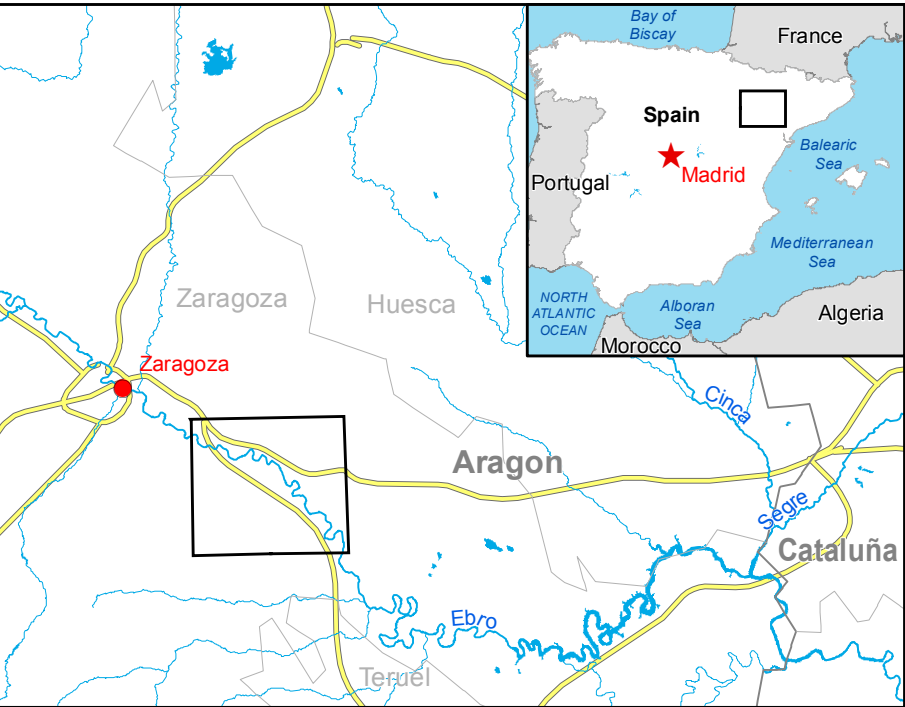 Bay of
Biscay
France
Spain
Balearic
Sea
Madrid
Portugal
Mediterranean
Sea
NORTH
ATLANTIC
OCEAN
Alboran
Sea
Algeria
Morocco
Zaragoza
Huesca
Zaragoza
Cinca
Aragon
Segre
Cataluña
Ebro
Teruel